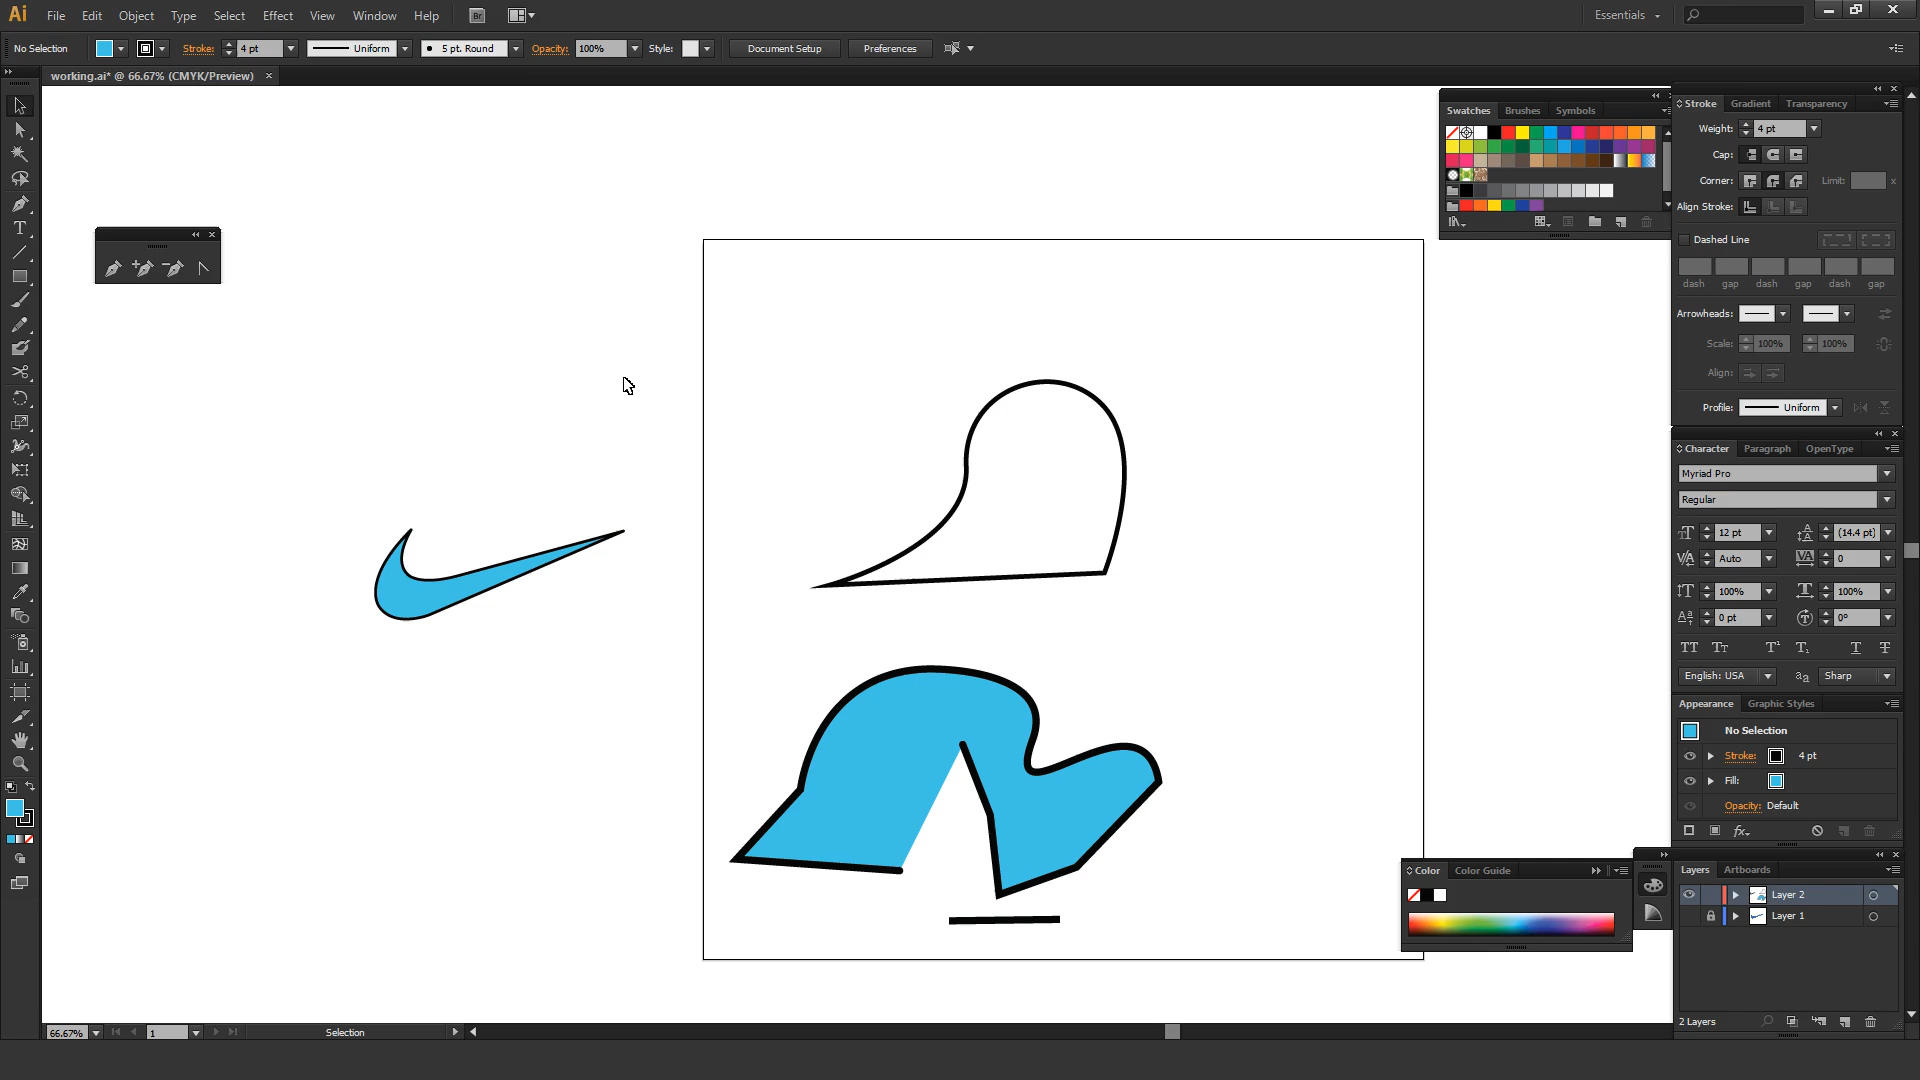 Ai File Edit Object Type Select Effect View Window Help Br Essentials
No Selection Stroke: 4 pt Uniform 5 pt. Round Opacity: 100% Style: Document Setup Preferences
working.ai* @ 66.67% (CMYK/Preview)
Swatches Brushes Symbols
Stroke Gradient Transparency
Weight: 4 pt
Cap:
Corner: Limit: x
Align Stroke:
Dashed Line
dash gap dash gap dash gap
Arrowheads:
Scale: 100% 100%
Align:
Profile: Uniform
Character Paragraph OpenType
Myriad Pro
Regular
12 pt (14.4 pt)
Auto 0
100% 100%
0 pt 0°
English: USA Sharp
Appearance Graphic Styles
No Selection
Stroke: 4 pt
Fill:
Opacity: Default
fx
Color Color Guide
Layers Artboards
Layer 2
Layer 1
2 Layers
66.67% 1 Selection